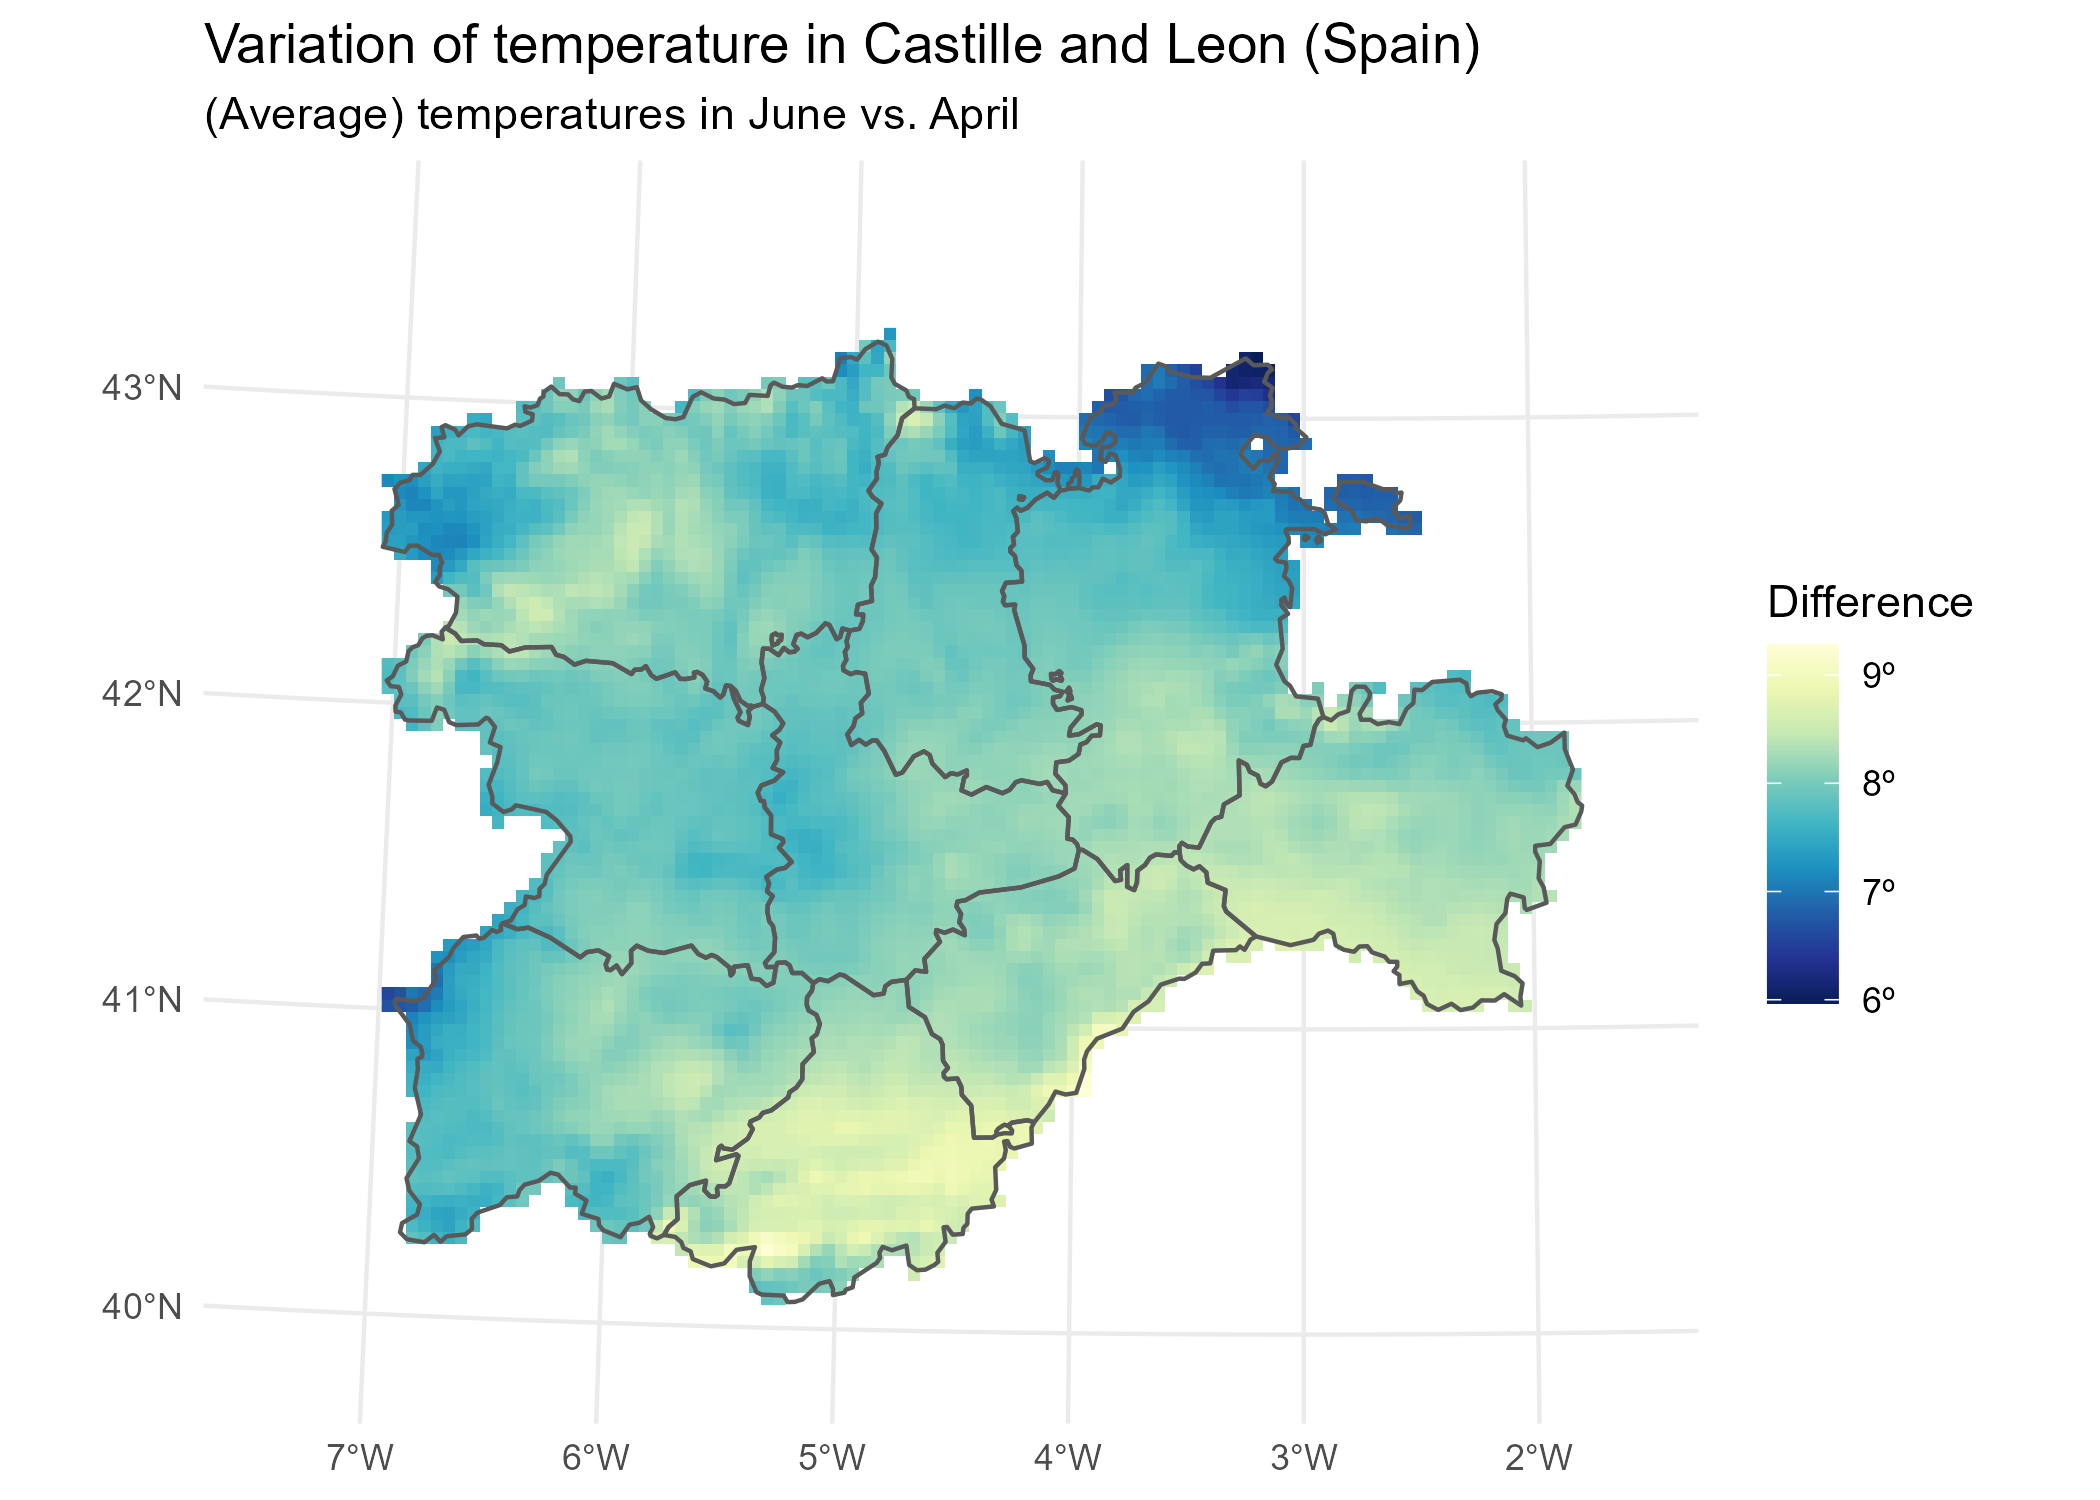 Variation of temperature in Castille and Leon (Spain)
(Average) temperatures in June vs. April
43°N
42°N
41°N
40°N
7°W
6°W
5°W
4°W
3°W
2°W
Difference
9º
8º
7º
6º